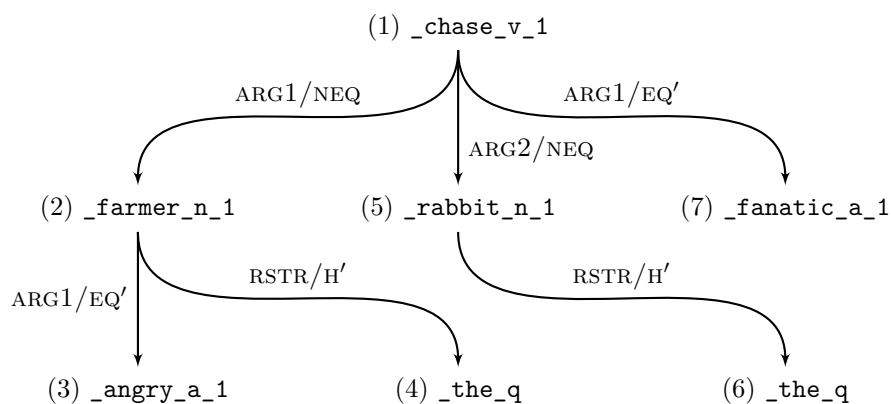 (1) _chase_v_1
ARG1/NEQ
ARG1/EQ′
ARG2/NEQ
(2) _farmer_n_1
(5) _rabbit_n_1
(7) _fanatic_a_1
ARG1/EQ′
RSTR/H′
RSTR/H′
(3) _angry_a_1
(4) _the_q
(6) _the_q